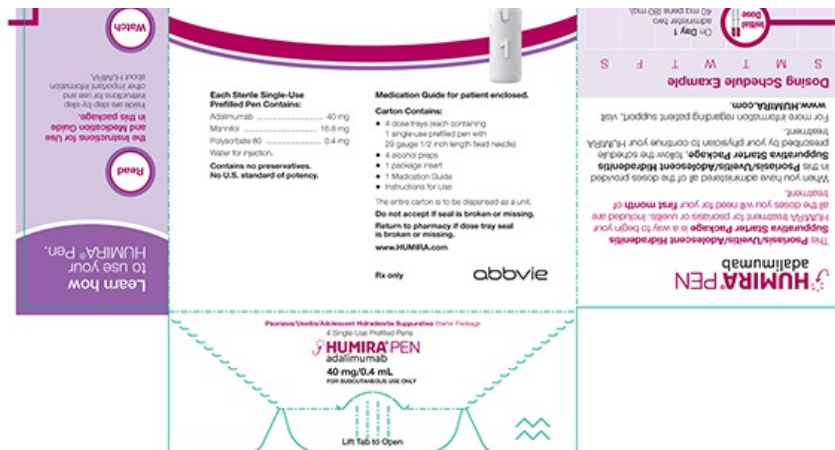 Learn how
to use your
HUMIRA® Pen.
Read
the Instructions for Use
and Medication Guide
in this package.
Inside are step-by-step
instructions for use and
other important information
about HUMIRA.
Watch
1
Each Sterile Single-Use
Prefilled Pen Contains:
Adalimumab 40 mg
Mannitol 16.8 mg
Polysorbate 80 0.4 mg
Water for injection.
Contains no preservatives.
No U.S. standard of potency.
Medication Guide for patient enclosed.
Carton Contains:
● 4 dose trays (each containing
1 single-use prefilled pen with
29 gauge 1/2 inch length fixed needle)
● 4 alcohol preps
● 1 package insert
● 1 Medication Guide
● Instructions for Use
The entire carton is to be dispensed as a unit.
Do not accept if seal is broken or missing.
Return to pharmacy if dose tray seal
is broken or missing.
www.HUMIRA.com
Rx only
abbvie
HUMIRA® PEN
adalimumab
This Psoriasis/Uveitis/Adolescent Hidradenitis
Suppurativa Starter Package is a way to begin your
HUMIRA treatment for psoriasis or uveitis. Included are
all the doses you will need for your first month of
treatment.
When you have administered all of the doses provided
in this Psoriasis/Uveitis/Adolescent Hidradenitis
Suppurativa Starter Package, follow the schedule
prescribed by your physician to continue your HUMIRA
treatment.
For more information regarding patient support, visit
www.HUMIRA.com.
Dosing Schedule Example
S M T W T F S
Initial
Dose
On Day 1
administer two
40 mg pens (80 mg)
Psoriasis/Uveitis/Adolescent Hidradenitis Suppurativa Starter Package
4 Single-Use Prefilled Pens
HUMIRA® PEN
adalimumab
40 mg/0.4 mL
FOR SUBCUTANEOUS USE ONLY
Lift Tab to Open